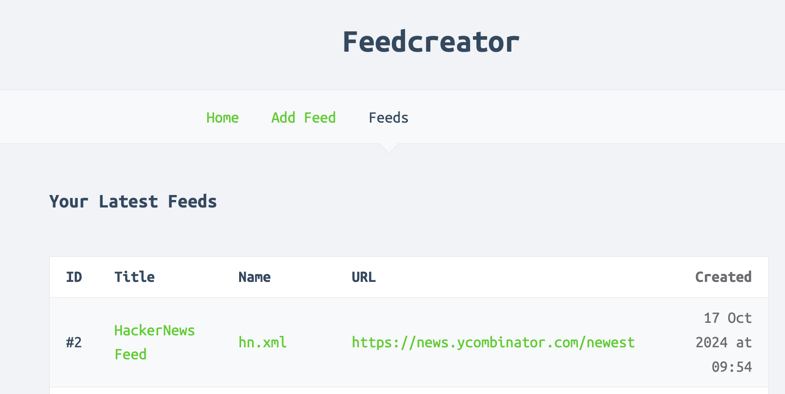 Feedcreator
Home Add Feed Feeds
Your Latest Feeds
ID Title Name URL Created
#2 HackerNews Feed hn.xml https://news.ycombinator.com/newest 17 Oct 2024 at 09:54